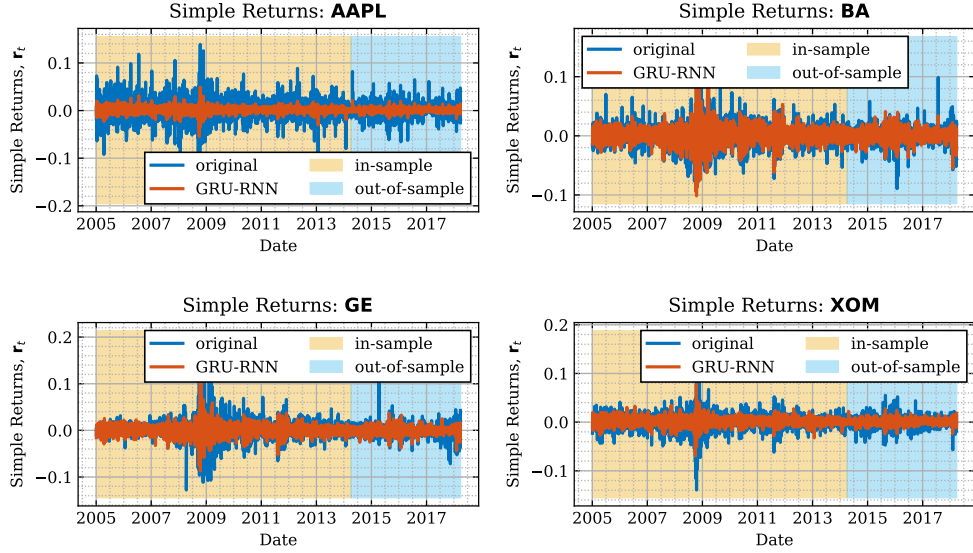 Simple Returns: AAPL
Simple Returns, r_t
0.1
0.0
−0.1
−0.2
original
GRU-RNN
in-sample
out-of-sample
2005 2007 2009 2011 2013 2015 2017
Date
Simple Returns: BA
Simple Returns, r_t
0.1
0.0
−0.1
original
GRU-RNN
in-sample
out-of-sample
2005 2007 2009 2011 2013 2015 2017
Date
Simple Returns: GE
Simple Returns, r_t
0.2
0.1
0.0
−0.1
original
GRU-RNN
in-sample
out-of-sample
2005 2007 2009 2011 2013 2015 2017
Date
Simple Returns: XOM
Simple Returns, r_t
0.2
0.1
0.0
−0.1
original
GRU-RNN
in-sample
out-of-sample
2005 2007 2009 2011 2013 2015 2017
Date